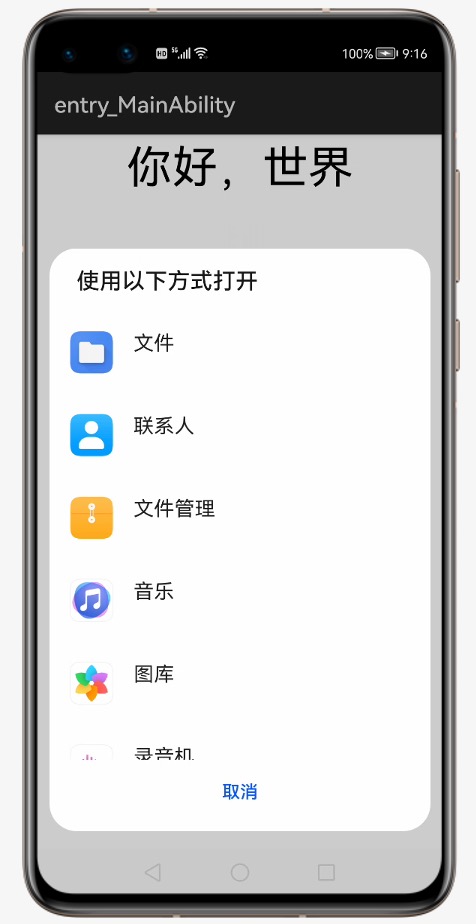 HD 5G 100% 9:16
entry_MainAbility
你好，世界
使用以下方式打开
文件
联系人
文件管理
音乐
图库
录音机
取消